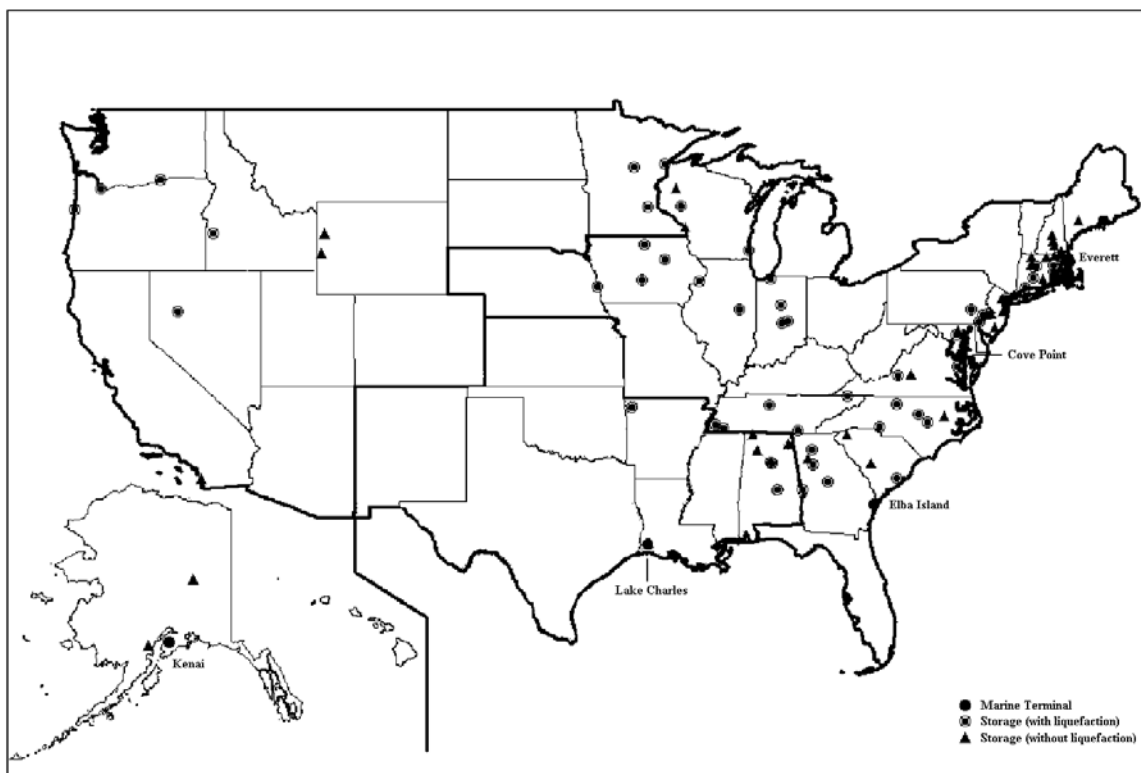 Everett
Cove Point
Elba Island
Lake Charles
Kenai
Marine Terminal
Storage (with liquefaction)
Storage (without liquefaction)